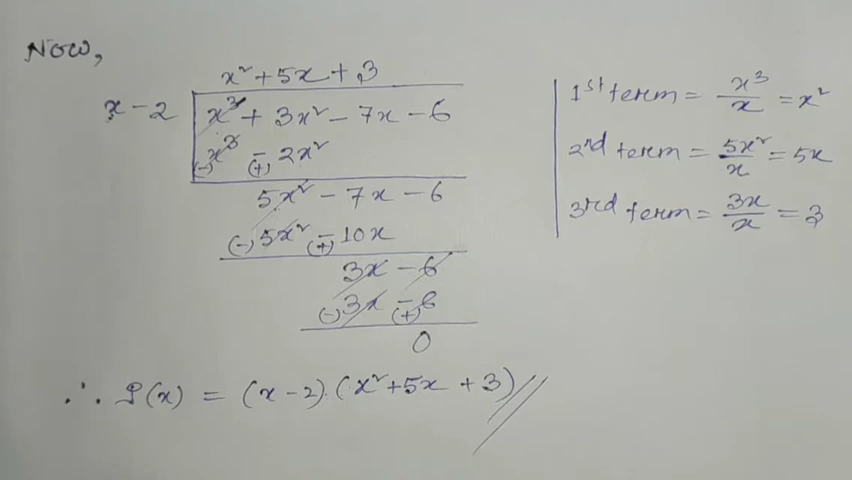 Now,
x² + 5x + 3
x - 2 | x³ + 3x² - 7x - 6
(-) x³ (+) - 2x²
5x² - 7x - 6
(-) 5x² (+) - 10x
3x - 6
(-) 3x (+) - 6
0
∴ P(x) = (x - 2).(x² + 5x + 3)
1st term = x³/x = x²
2nd term = 5x²/x = 5x
3rd term = 3x/x = 3